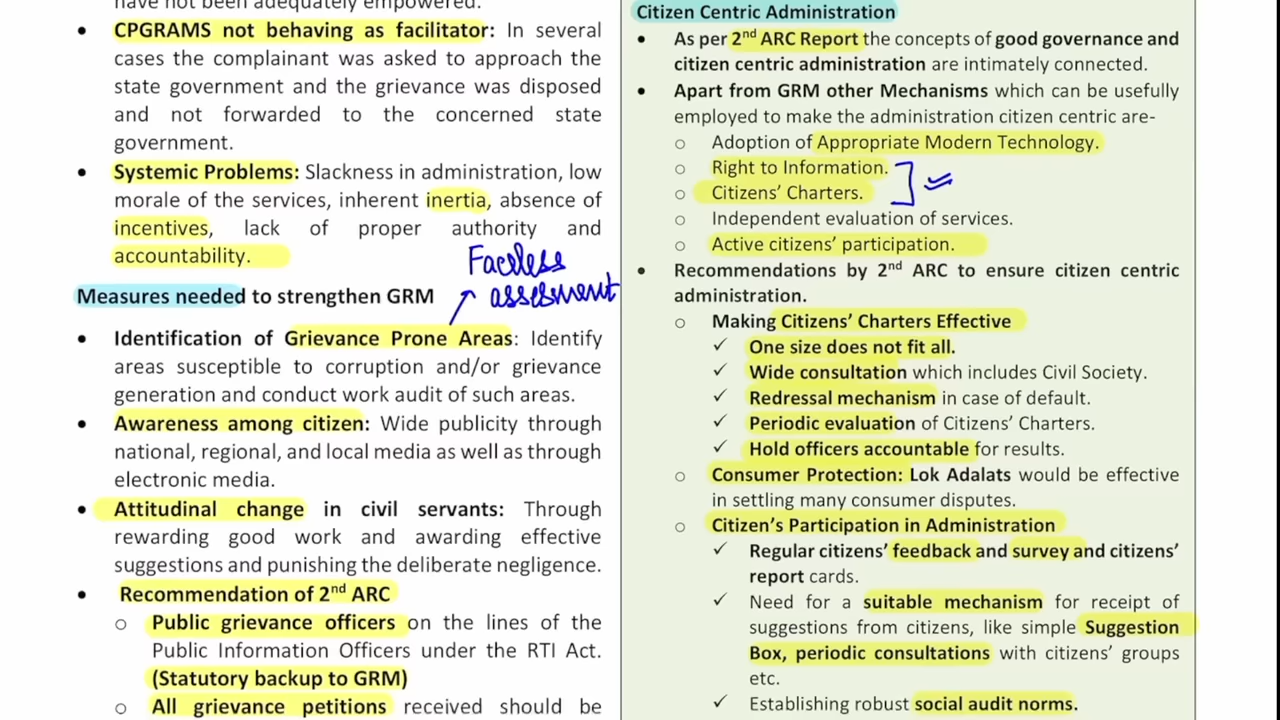 have not been adequately empowered.
• CPGRAMS not behaving as facilitator: In several
cases the complainant was asked to approach the
state government and the grievance was disposed
and not forwarded to the concerned state
government.
• Systemic Problems: Slackness in administration, low
morale of the services, inherent inertia, absence of
incentives, lack of proper authority and
accountability.
Faceless
assesment
Measures needed to strengthen GRM
• Identification of Grievance Prone Areas: Identify
areas susceptible to corruption and/or grievance
generation and conduct work audit of such areas.
• Awareness among citizen: Wide publicity through
national, regional, and local media as well as through
electronic media.
• Attitudinal change in civil servants: Through
rewarding good work and awarding effective
suggestions and punishing the deliberate negligence.
• Recommendation of 2nd ARC
o Public grievance officers on the lines of the
Public Information Officers under the RTI Act.
(Statutory backup to GRM)
o All grievance petitions received should be
Citizen Centric Administration
• As per 2nd ARC Report the concepts of good governance and
citizen centric administration are intimately connected.
• Apart from GRM other Mechanisms which can be usefully
employed to make the administration citizen centric are-
o Adoption of Appropriate Modern Technology.
o Right to Information.
o Citizens' Charters.
o Independent evaluation of services.
o Active citizens' participation.
• Recommendations by 2nd ARC to ensure citizen centric
administration.
o Making Citizens' Charters Effective
✓ One size does not fit all.
✓ Wide consultation which includes Civil Society.
✓ Redressal mechanism in case of default.
✓ Periodic evaluation of Citizens' Charters.
✓ Hold officers accountable for results.
o Consumer Protection: Lok Adalats would be effective
in settling many consumer disputes.
o Citizen's Participation in Administration
✓ Regular citizens' feedback and survey and citizens'
report cards.
✓ Need for a suitable mechanism for receipt of
suggestions from citizens, like simple Suggestion
Box, periodic consultations with citizens' groups
etc.
✓ Establishing robust social audit norms.